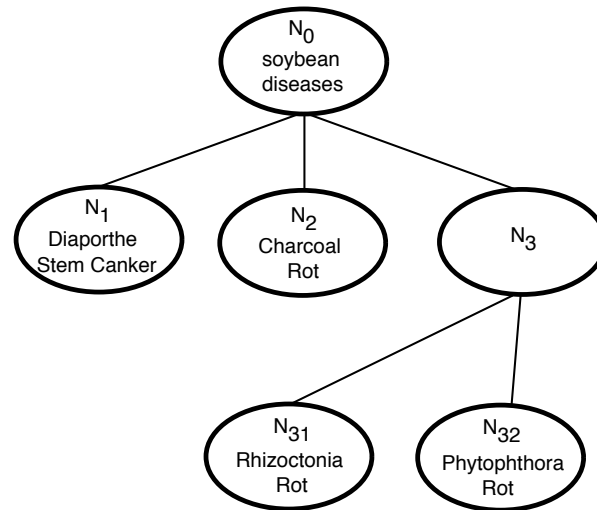 N0
soybean
diseases
N1
Diaporthe
Stem Canker
N2
Charcoal
Rot
N3
N31
Rhizoctonia
Rot
N32
Phytophthora
Rot